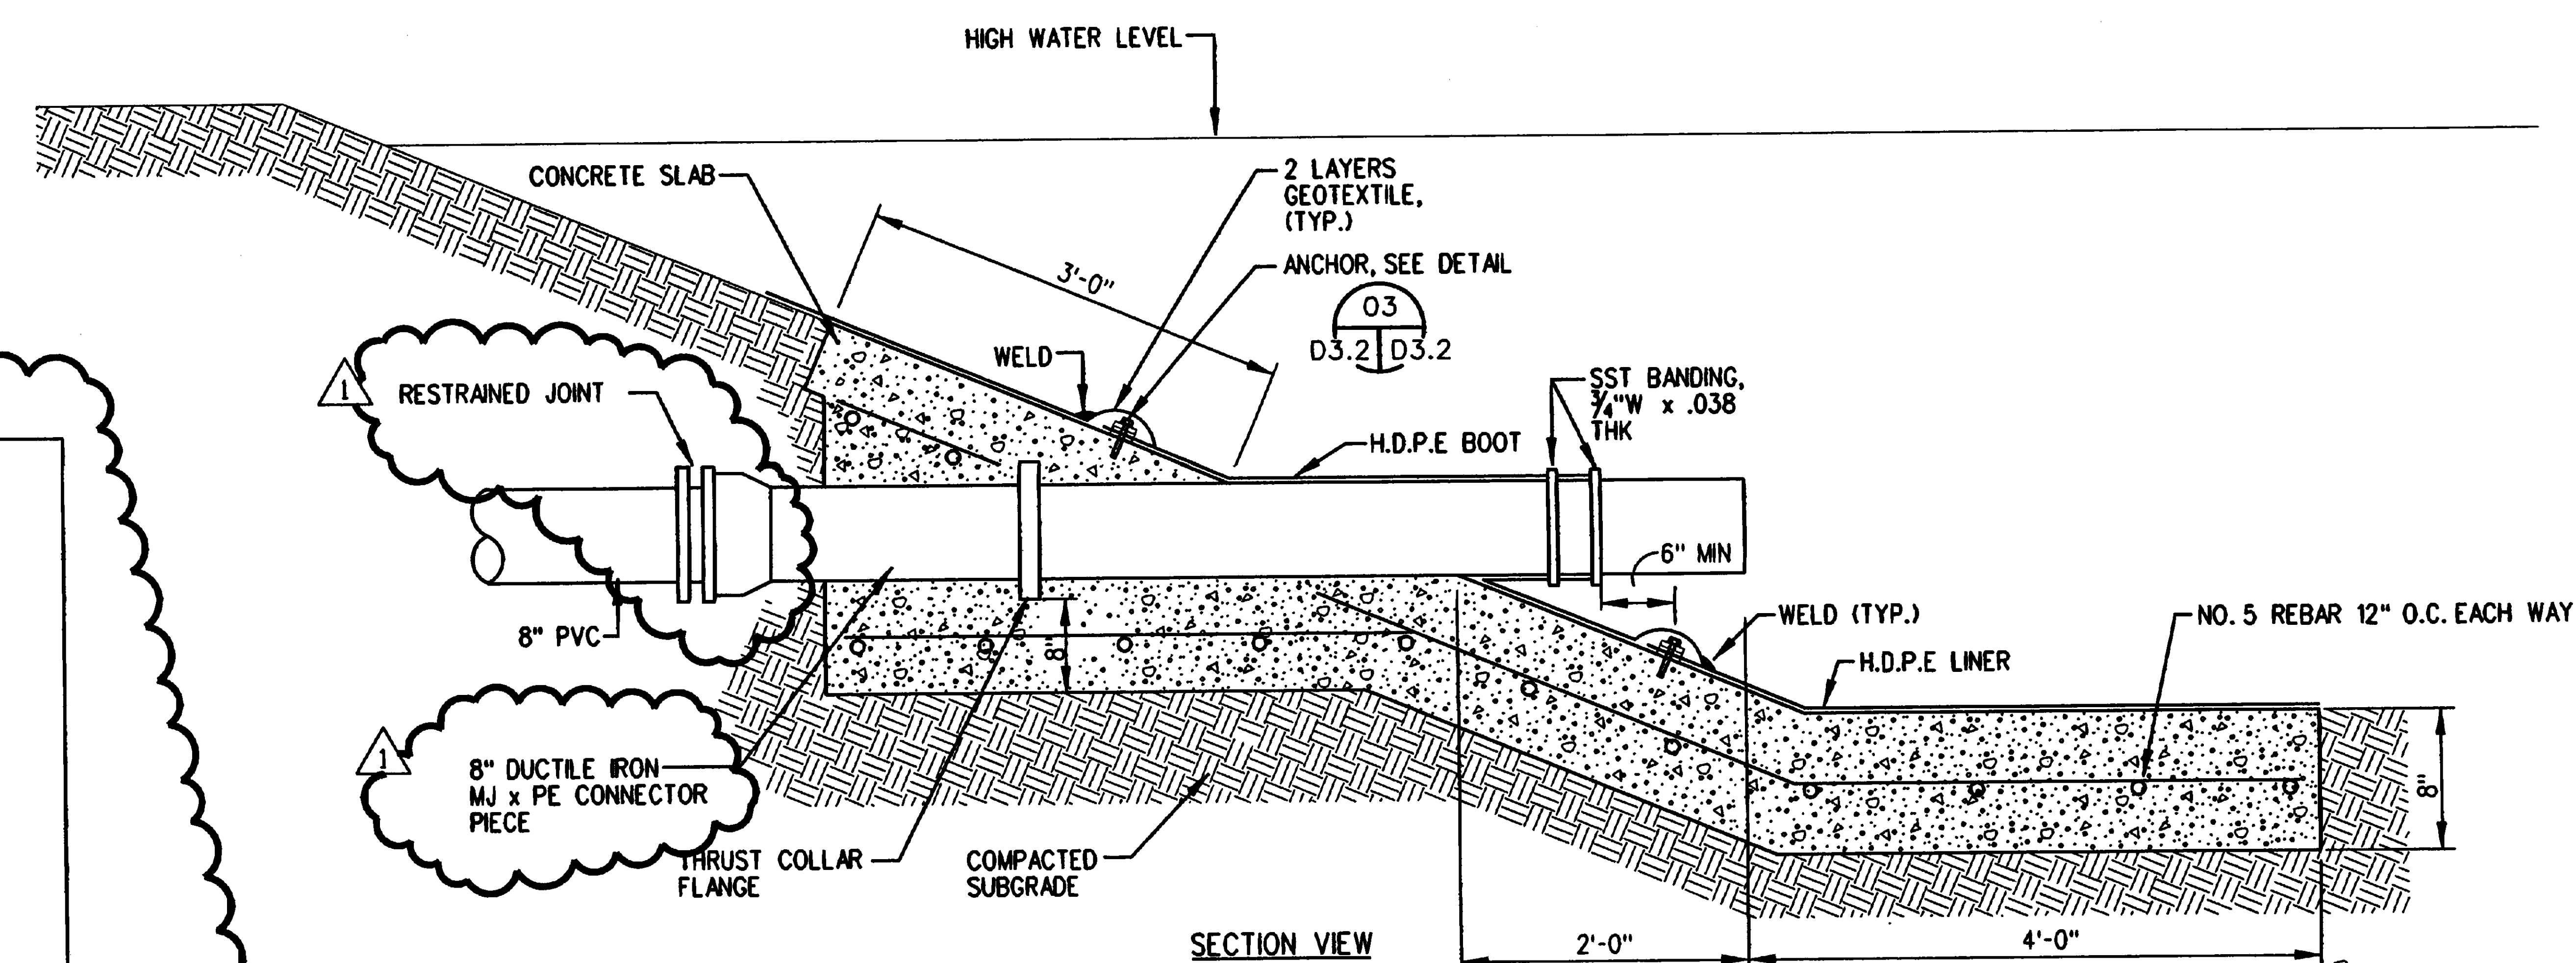 HIGH WATER LEVEL
CONCRETE SLAB
2 LAYERS
GEOTEXTILE,
(TYP.)
3'-0"
ANCHOR, SEE DETAIL
03
D3.2 D3.2
WELD
1
RESTRAINED JOINT
SST BANDING,
3/4"W x .038
THK
H.D.P.E BOOT
6" MIN
8" PVC
8"
WELD (TYP.)
NO. 5 REBAR 12" O.C. EACH WAY
H.D.P.E LINER
1
8" DUCTILE IRON
MJ x PE CONNECTOR
PIECE
8"
THRUST COLLAR
FLANGE
COMPACTED
SUBGRADE
SECTION VIEW
2'-0"
4'-0"